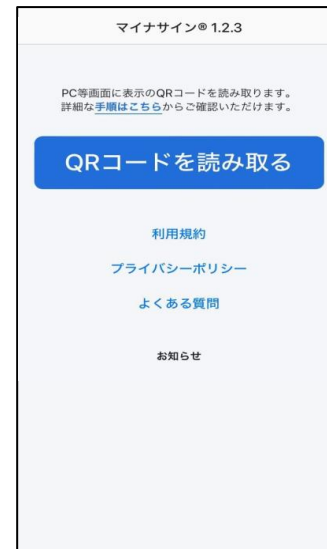 マイナサイン® 1.2.3
PC等画面に表示のQRコードを読み取ります。
詳細な手順はこちらからご確認いただけます。
QRコードを読み取る
利用規約
プライバシーポリシー
よくある質問
お知らせ